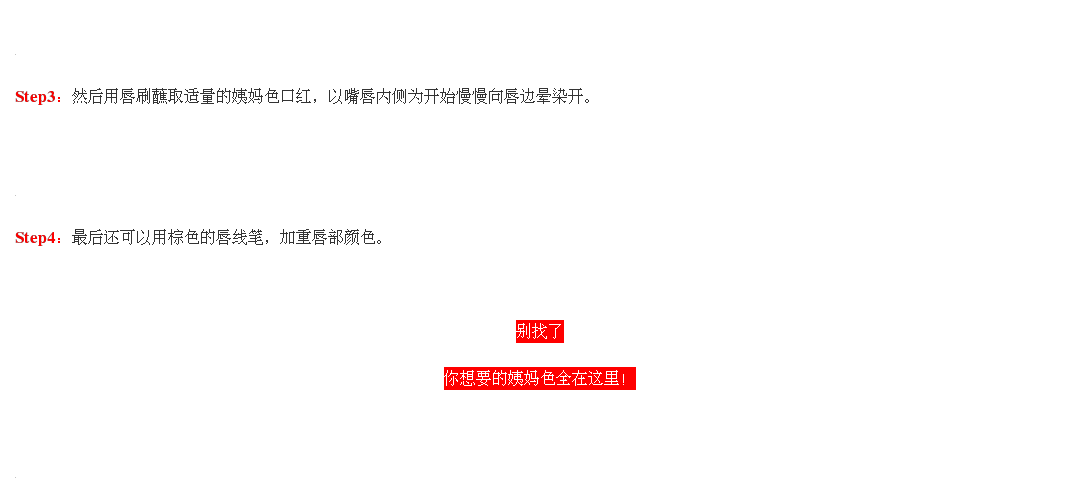 Step3：然后用唇刷蘸取适量的姨妈色口红，以嘴唇内侧为开始慢慢向唇边晕染开。
Step4：最后还可以用棕色的唇线笔，加重唇部颜色。
别找了
你想要的姨妈色全在这里！